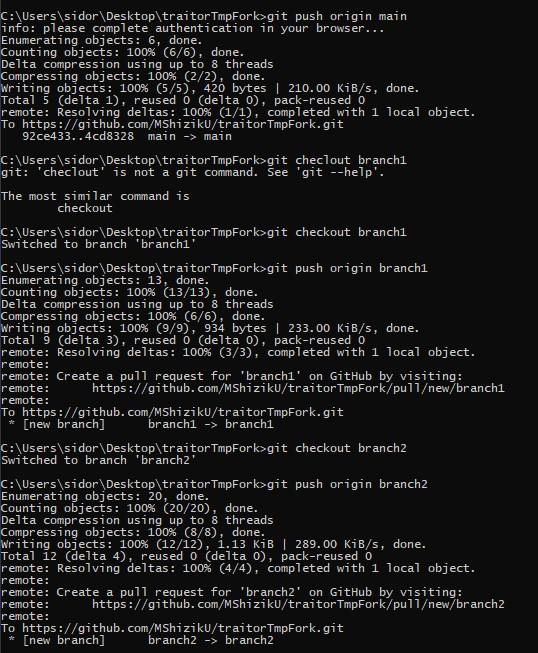 C:\Users\sidor\Desktop\traitorTmpFork>git push origin main
info: please complete authentication in your browser...
Enumerating objects: 6, done.
Counting objects: 100% (6/6), done.
Delta compression using up to 8 threads
Compressing objects: 100% (2/2), done.
Writing objects: 100% (5/5), 420 bytes | 210.00 KiB/s, done.
Total 5 (delta 1), reused 0 (delta 0), pack-reused 0
remote: Resolving deltas: 100% (1/1), completed with 1 local object.
To https://github.com/MShizikU/traitorTmpFork.git
   92ce433..4cd8328  main -> main
C:\Users\sidor\Desktop\traitorTmpFork>git checlout branch1
git: 'checlout' is not a git command. See 'git --help'.
The most similar command is
        checkout
C:\Users\sidor\Desktop\traitorTmpFork>git checkout branch1
Switched to branch 'branch1'
C:\Users\sidor\Desktop\traitorTmpFork>git push origin branch1
Enumerating objects: 13, done.
Counting objects: 100% (13/13), done.
Delta compression using up to 8 threads
Compressing objects: 100% (6/6), done.
Writing objects: 100% (9/9), 934 bytes | 233.00 KiB/s, done.
Total 9 (delta 3), reused 0 (delta 0), pack-reused 0
remote: Resolving deltas: 100% (3/3), completed with 1 local object.
remote:
remote: Create a pull request for 'branch1' on GitHub by visiting:
remote:      https://github.com/MShizikU/traitorTmpFork/pull/new/branch1
remote:
To https://github.com/MShizikU/traitorTmpFork.git
 * [new branch]      branch1 -> branch1
C:\Users\sidor\Desktop\traitorTmpFork>git checkout branch2
Switched to branch 'branch2'
C:\Users\sidor\Desktop\traitorTmpFork>git push origin branch2
Enumerating objects: 20, done.
Counting objects: 100% (20/20), done.
Delta compression using up to 8 threads
Compressing objects: 100% (8/8), done.
Writing objects: 100% (12/12), 1.13 KiB | 289.00 KiB/s, done.
Total 12 (delta 4), reused 0 (delta 0), pack-reused 0
remote: Resolving deltas: 100% (4/4), completed with 1 local object.
remote:
remote: Create a pull request for 'branch2' on GitHub by visiting:
remote:      https://github.com/MShizikU/traitorTmpFork/pull/new/branch2
remote:
To https://github.com/MShizikU/traitorTmpFork.git
 * [new branch]      branch2 -> branch2